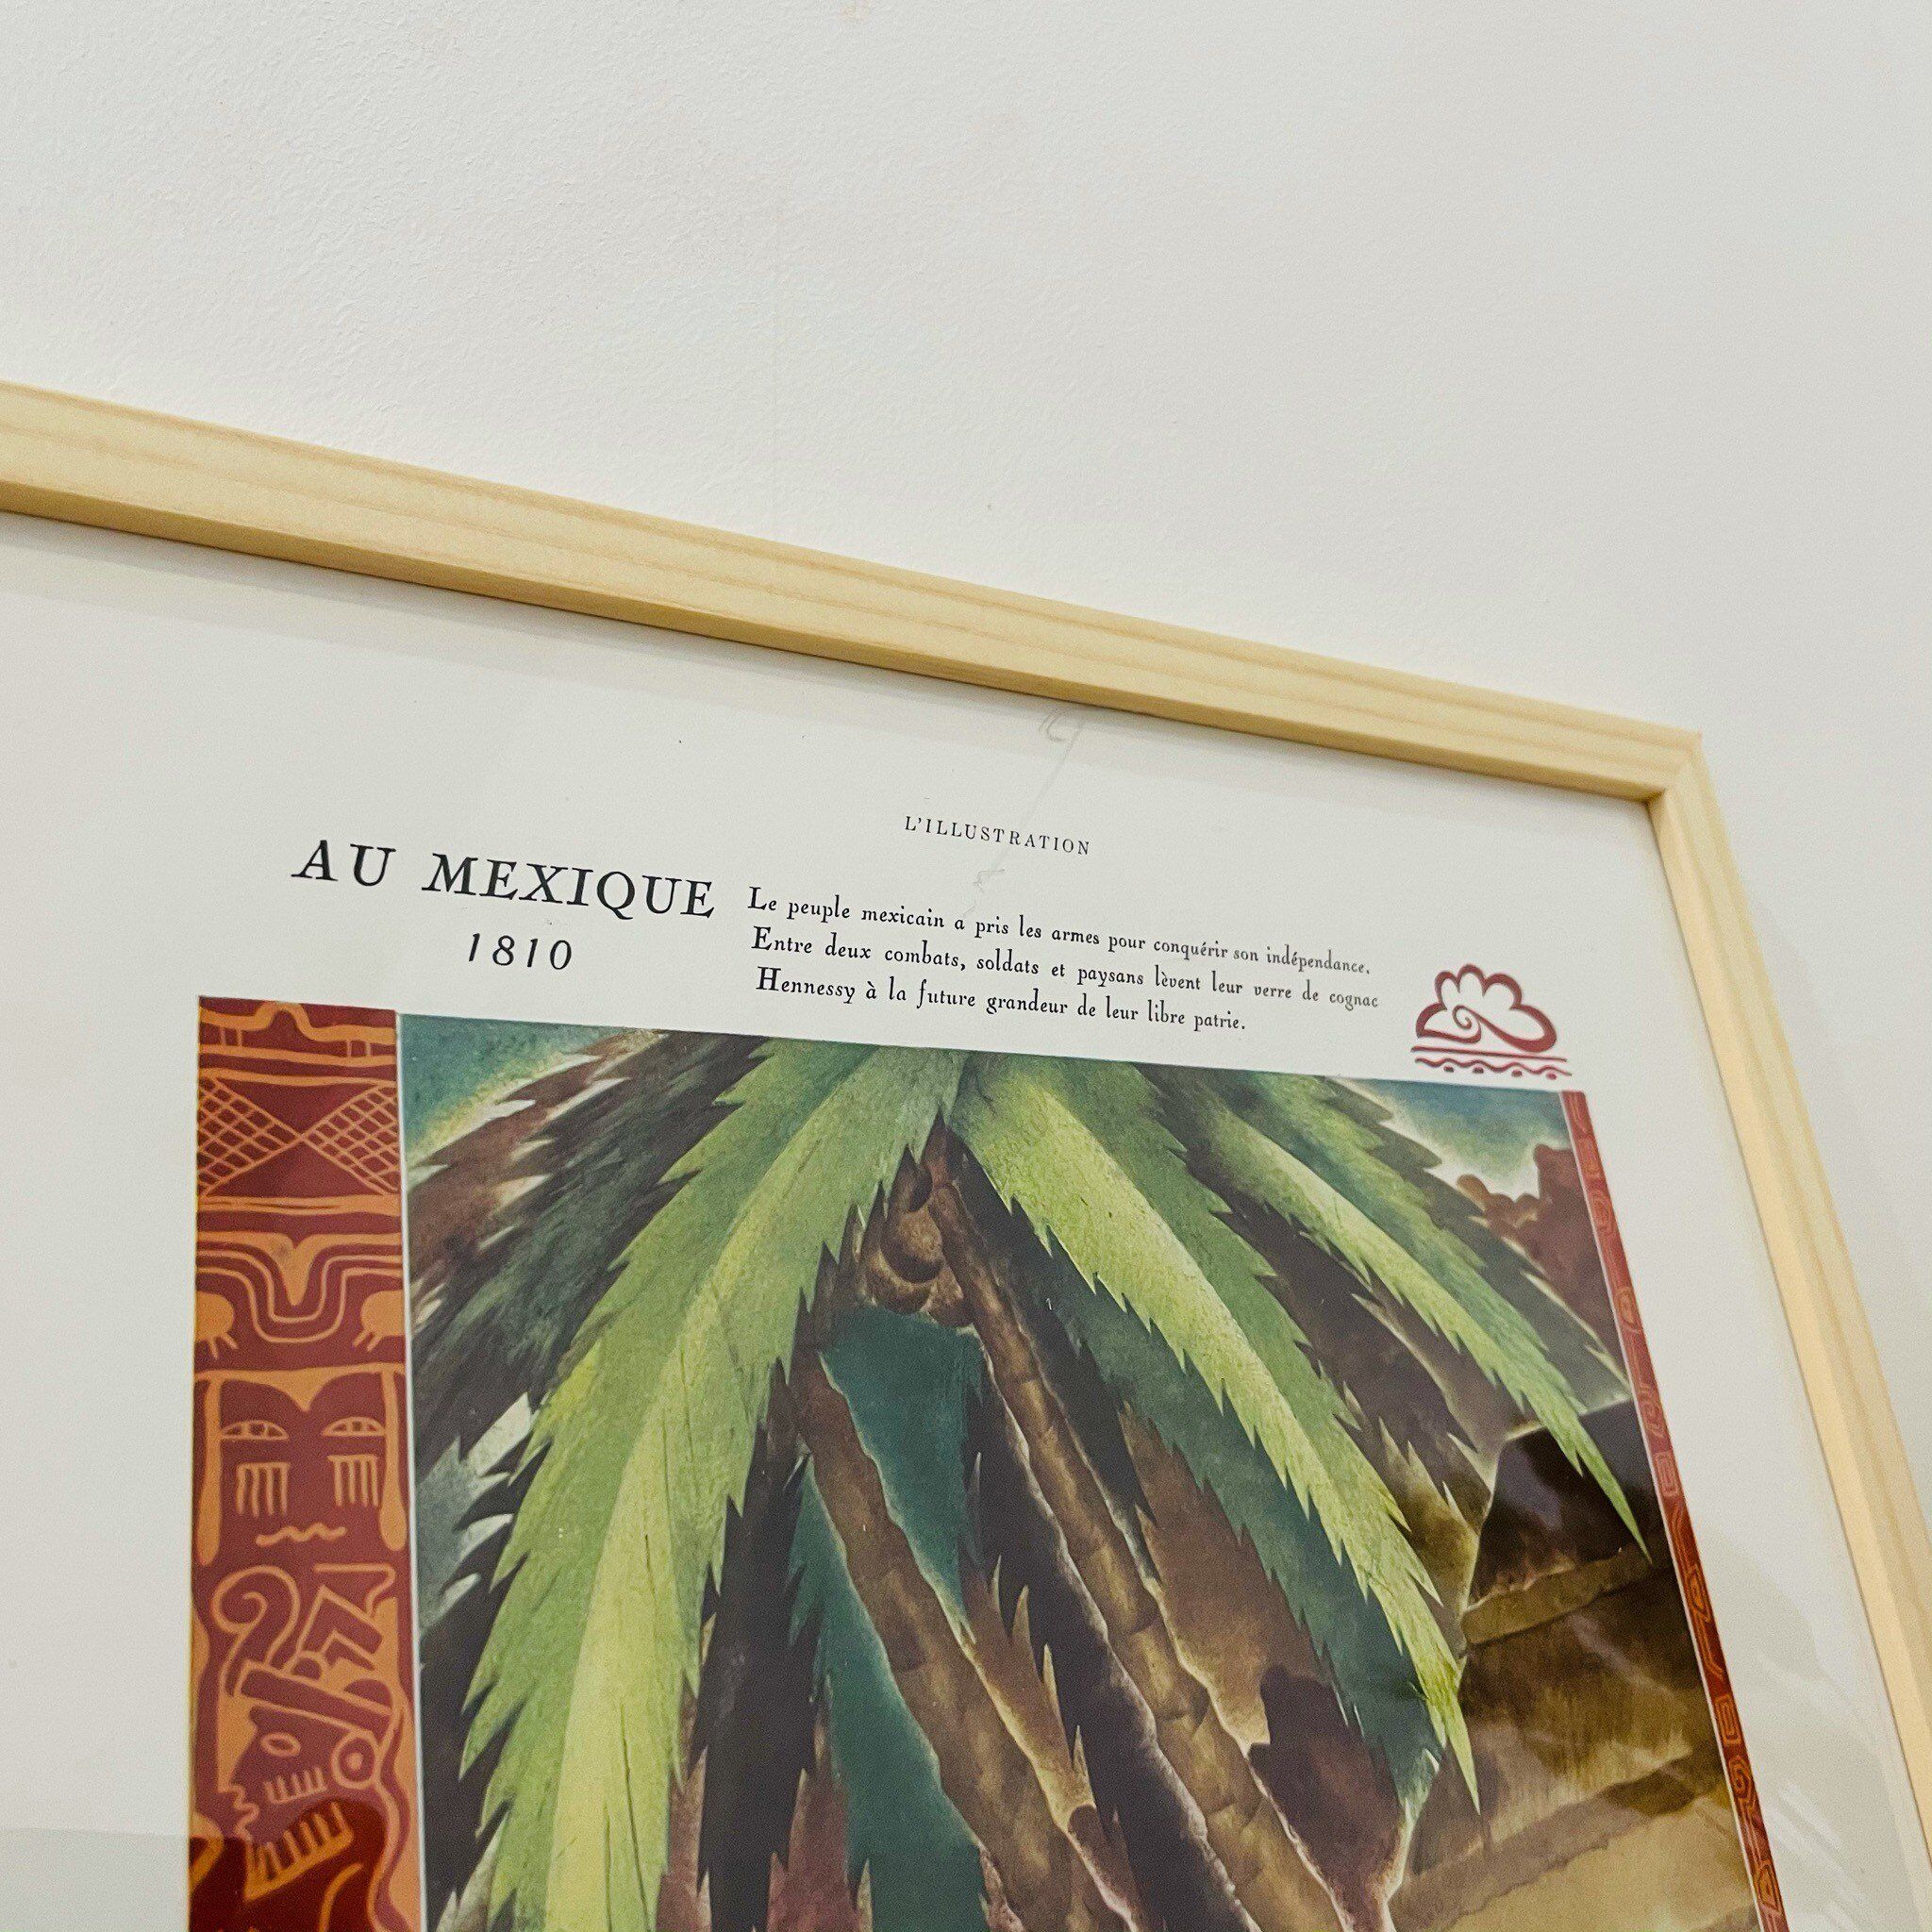 L'ILLUSTRATION
AU MEXIQUE
1810
Le peuple mexicain a pris les armes pour conquérir son indépendance.
Entre deux combats, soldats et paysans lèvent leur verre de cognac
Hennessy à la future grandeur de leur libre patrie.